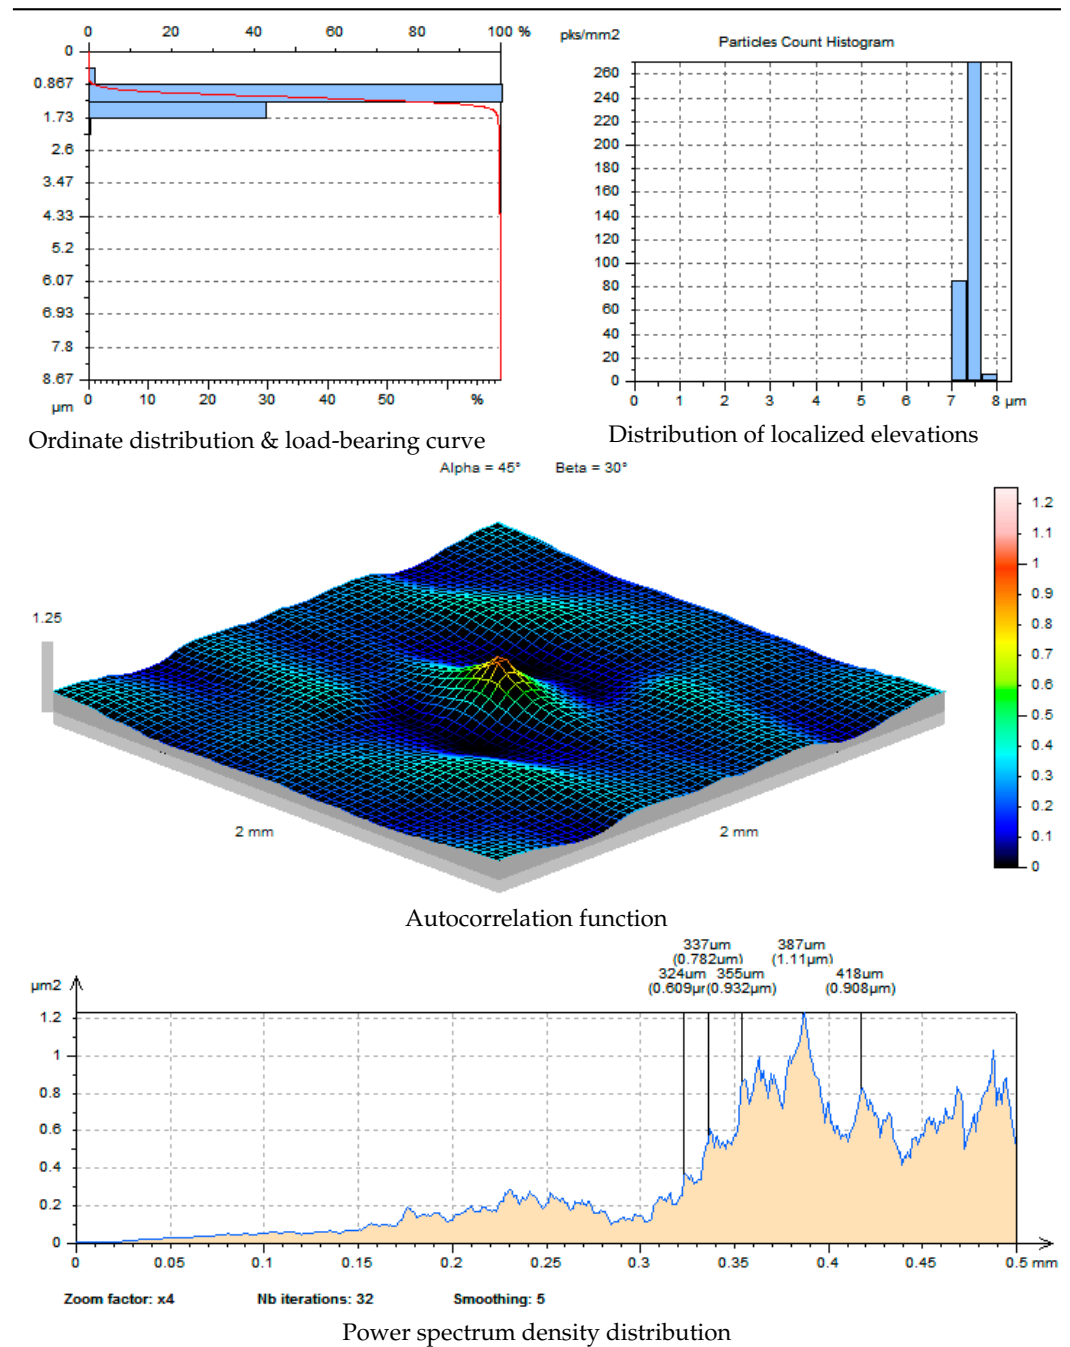 0 20 40 60 80 100 %
0
0.867
1.73
2.6
3.47
4.33
5.2
6.07
6.93
7.8
8.67
µm 0 10 20 30 40 50 %
Ordinate distribution & load-bearing curve
pks/mm2
Particles Count Histogram
260
240
220
200
180
160
140
120
100
80
60
40
20
0
0 1 2 3 4 5 6 7 8 µm
Distribution of localized elevations
Alpha = 45° Beta = 30°
1.25
2 mm 2 mm
1.2
1.1
1
0.9
0.8
0.7
0.6
0.5
0.4
0.3
0.2
0.1
0
Autocorrelation function
337µm 387µm
(0.782µm) (1.11µm)
324µm 355µm 418µm
(0.609µr (0.932µm) (0.908µm)
µm2
1.2
1
0.8
0.6
0.4
0.2
0
0 0.05 0.1 0.15 0.2 0.25 0.3 0.35 0.4 0.45 0.5 mm
Zoom factor: x4 Nb iterations: 32 Smoothing: 5
Power spectrum density distribution